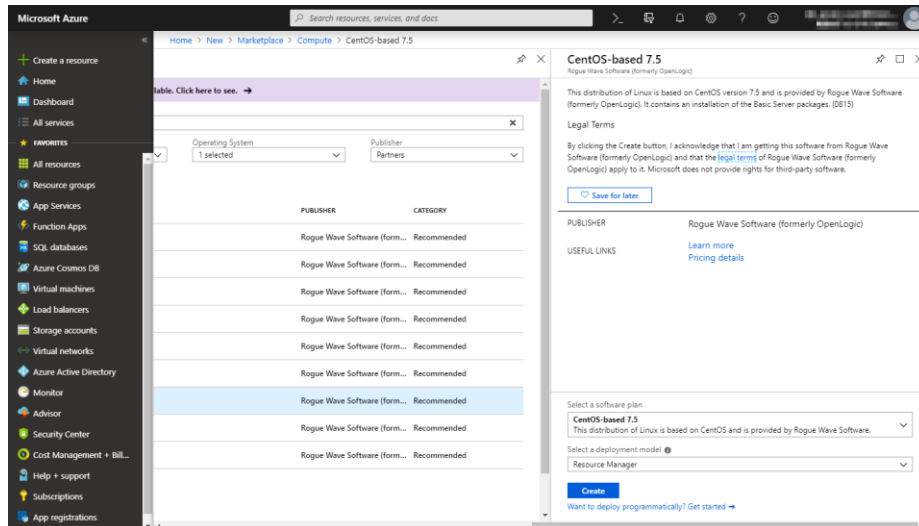 Microsoft Azure
Search resources, services, and docs
Home > New > Marketplace > Compute > CentOS-based 7.5
Create a resource
Home
Dashboard
All services
FAVORITES
All resources
Resource groups
App Services
Function Apps
SQL databases
Azure Cosmos DB
Virtual machines
Load balancers
Storage accounts
Virtual networks
Azure Active Directory
Monitor
Advisor
Security Center
Cost Management + Bill...
Help + support
Subscriptions
App registrations
lable. Click here to see. →
Operating System
1 selected
Publisher
Partners
PUBLISHER CATEGORY
Rogue Wave Software (form... Recommended
Rogue Wave Software (form... Recommended
Rogue Wave Software (form... Recommended
Rogue Wave Software (form... Recommended
Rogue Wave Software (form... Recommended
Rogue Wave Software (form... Recommended
Rogue Wave Software (form... Recommended
Rogue Wave Software (form... Recommended
Rogue Wave Software (form... Recommended
CentOS-based 7.5
Rogue Wave Software (formerly OpenLogic)
This distribution of Linux is based on CentOS version 7.5 and is provided by Rogue Wave Software
(formerly OpenLogic). It contains an installation of the Basic Server packages. (0815)
Legal Terms
By clicking the Create button, I acknowledge that I am getting this software from Rogue Wave
Software (formerly OpenLogic) and that the legal terms of Rogue Wave Software (formerly
OpenLogic) apply to it. Microsoft does not provide rights for third-party software.
Save for later
PUBLISHER Rogue Wave Software (formerly OpenLogic)
USEFUL LINKS Learn more
Pricing details
Select a software plan
CentOS-based 7.5
This distribution of Linux is based on CentOS and is provided by Rogue Wave Software.
Select a deployment model
Resource Manager
Create
Want to deploy programmatically? Get started →